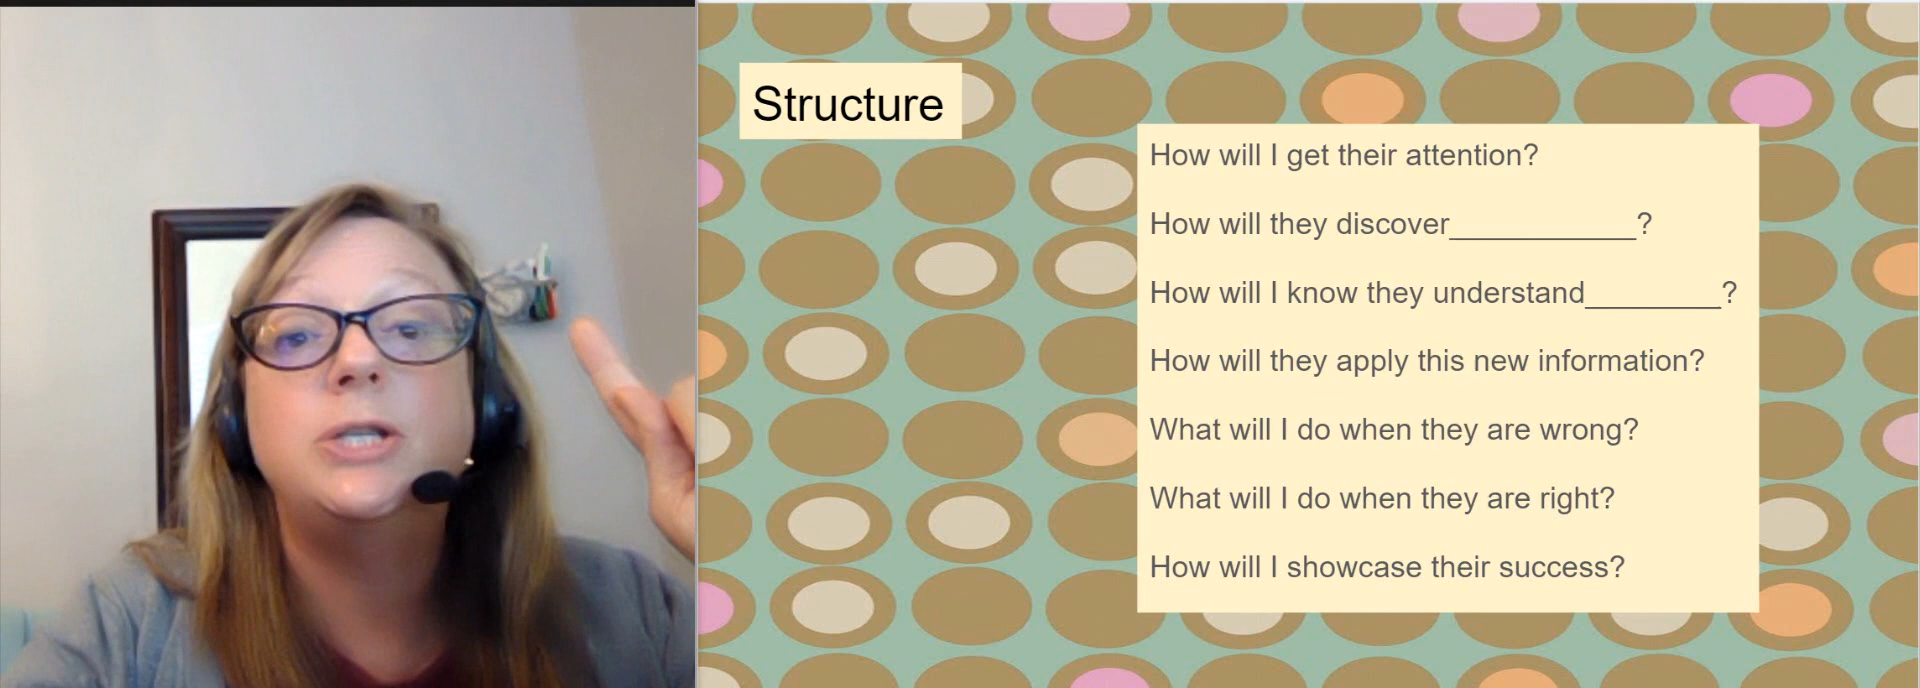 Structure
How will I get their attention?
How will they discover___________?
How will I know they understand________?
How will they apply this new information?
What will I do when they are wrong?
What will I do when they are right?
How will I showcase their success?